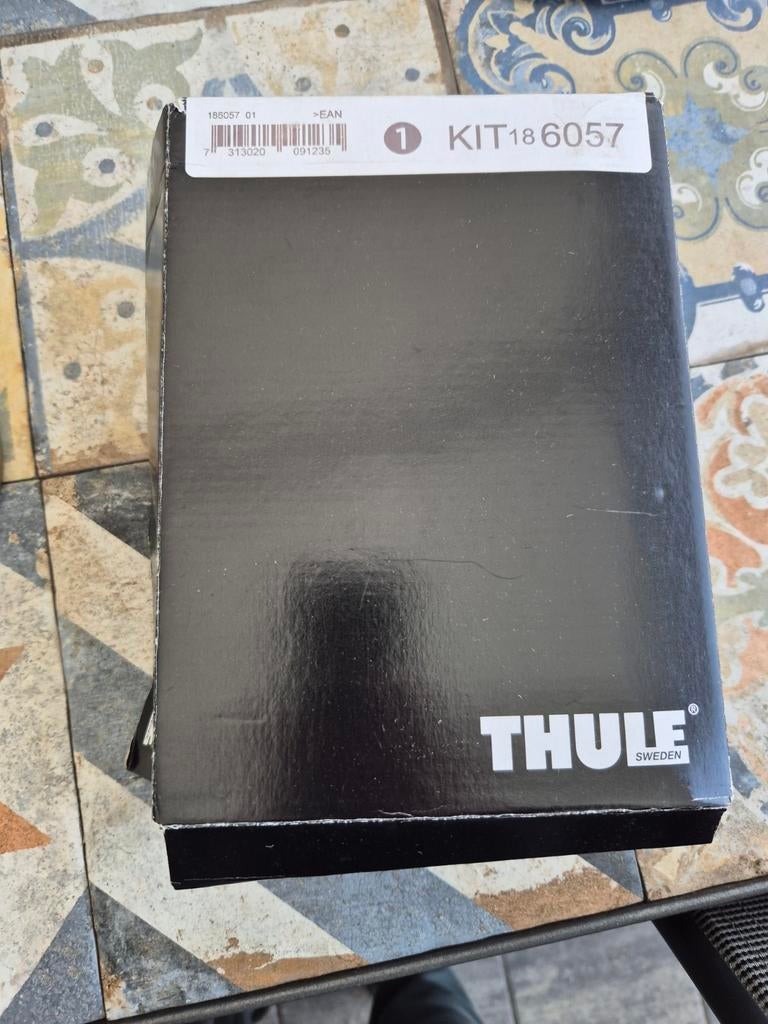 186057 01 >EAN
7 313020 091235
1
KIT 18 6057
THULE®
SWEDEN